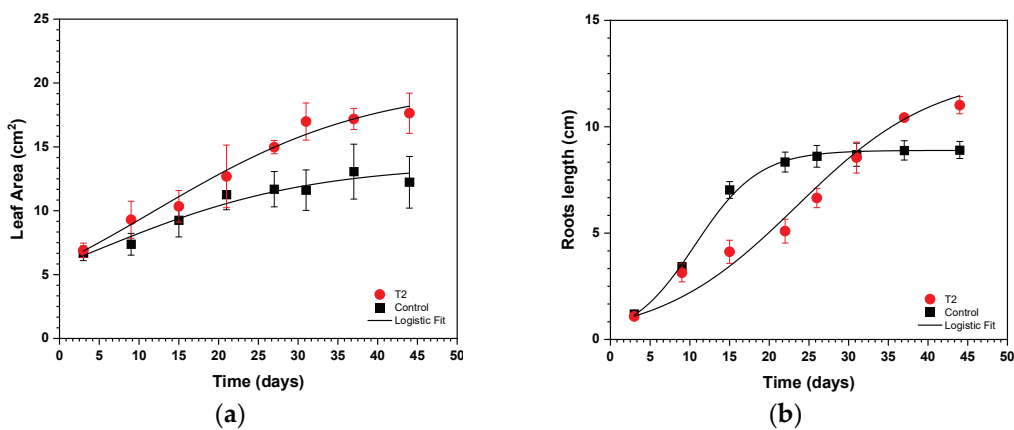 25
20
15
10
5
0
Leaf Area (cm²)
T2
Control
Logistic Fit
0 5 10 15 20 25 30 35 40 45 50
Time (days)
(a)
15
10
5
0
Roots length (cm)
T2
Control
Logistic Fit
0 5 10 15 20 25 30 35 40 45 50
Time (days)
(b)